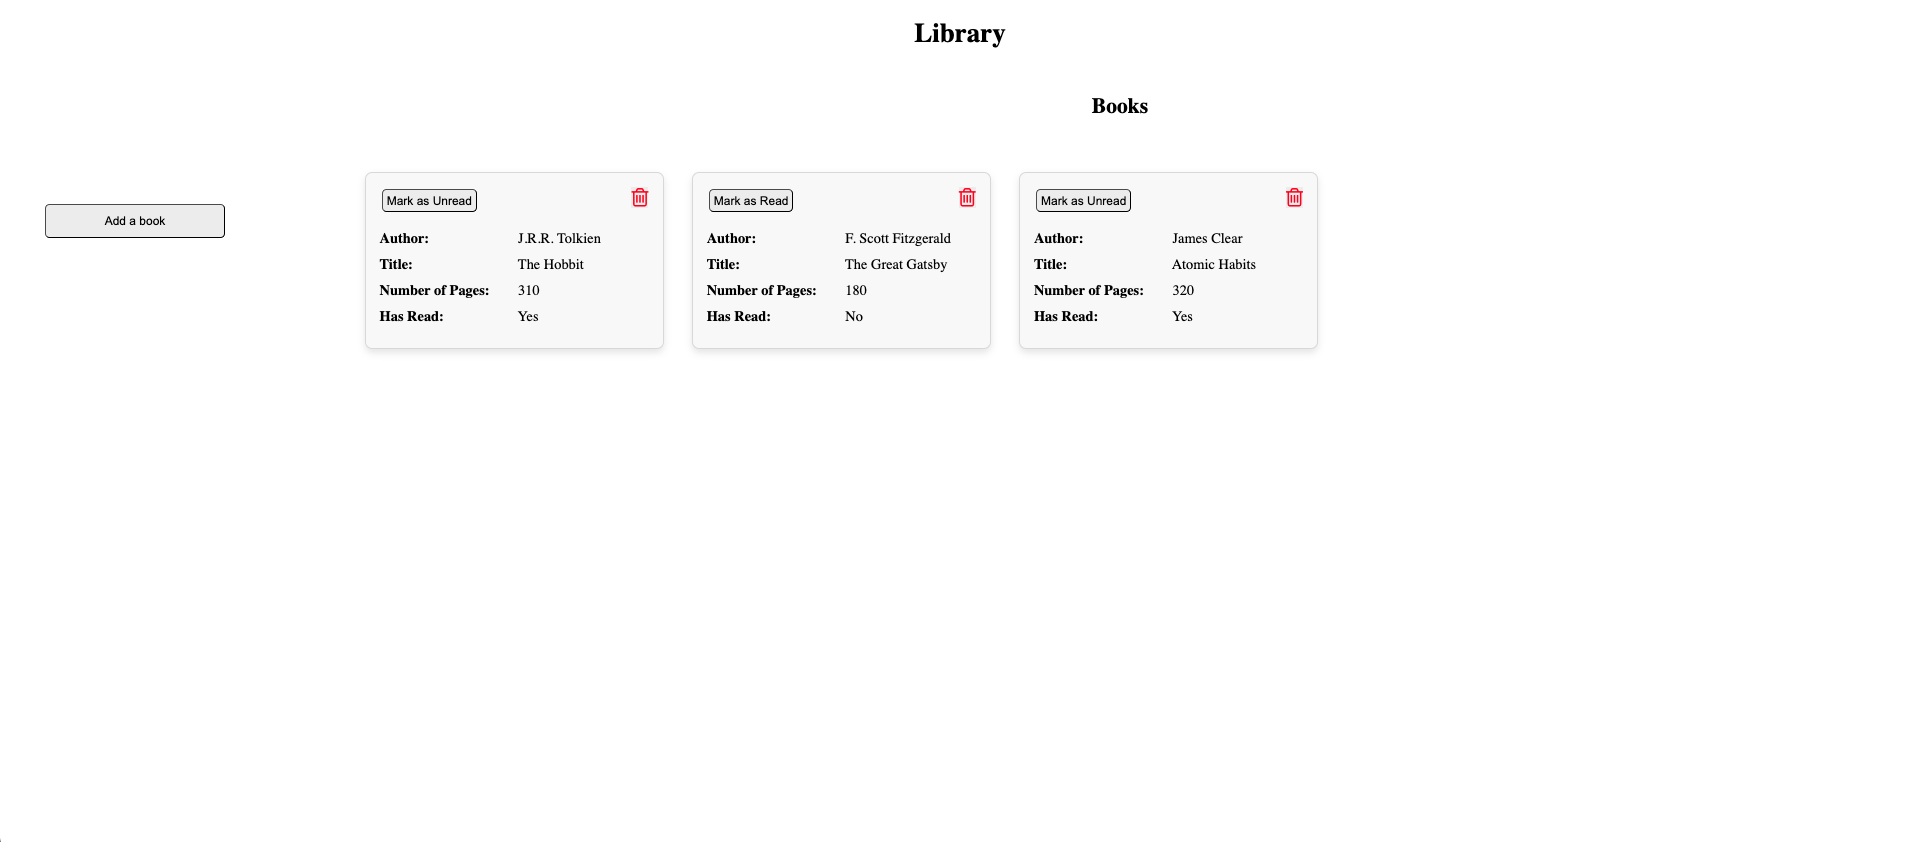 Library
Books
Add a book
Mark as Unread
Author: J.R.R. Tolkien
Title: The Hobbit
Number of Pages: 310
Has Read: Yes
Mark as Read
Author: F. Scott Fitzgerald
Title: The Great Gatsby
Number of Pages: 180
Has Read: No
Mark as Unread
Author: James Clear
Title: Atomic Habits
Number of Pages: 320
Has Read: Yes